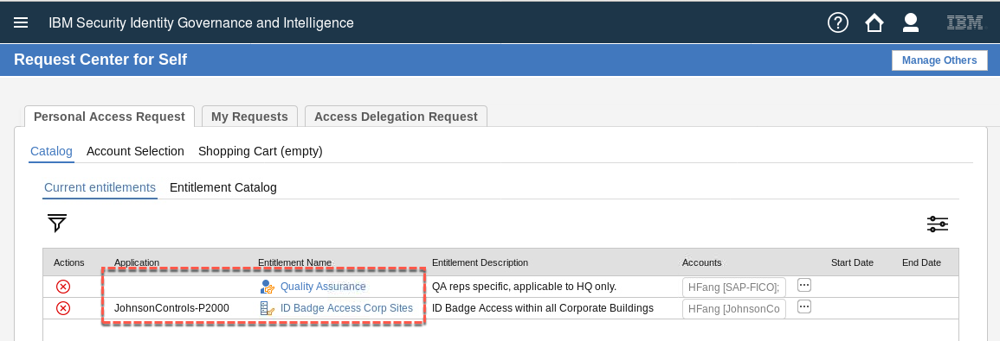 IBM Security Identity Governance and Intelligence
IBM
Request Center for Self
Manage Others
Personal Access Request
My Requests
Access Delegation Request
Catalog
Account Selection
Shopping Cart (empty)
Current entitlements
Entitlement Catalog
Actions
Application
Entitlement Name
Entitlement Description
Accounts
Start Date
End Date
Quality Assurance
QA reps specific, applicable to HQ only.
HFang [SAP-FICO];
JohnsonControls-P2000
ID Badge Access Corp Sites
ID Badge Access within all Corporate Buildings
HFang [JohnsonCo